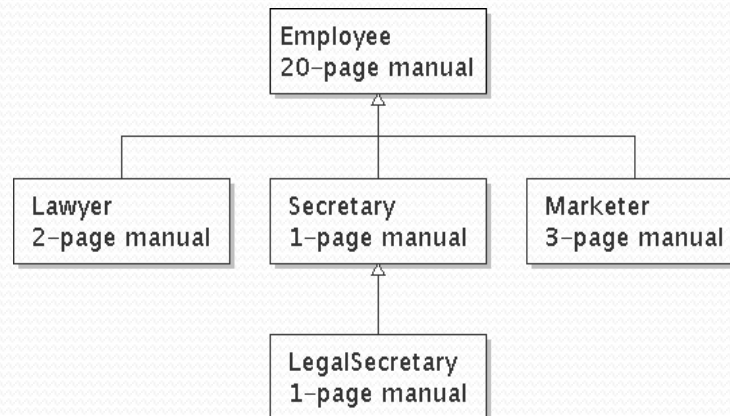 Employee
20-page manual
Lawyer
2-page manual
Secretary
1-page manual
Marketer
3-page manual
LegalSecretary
1-page manual